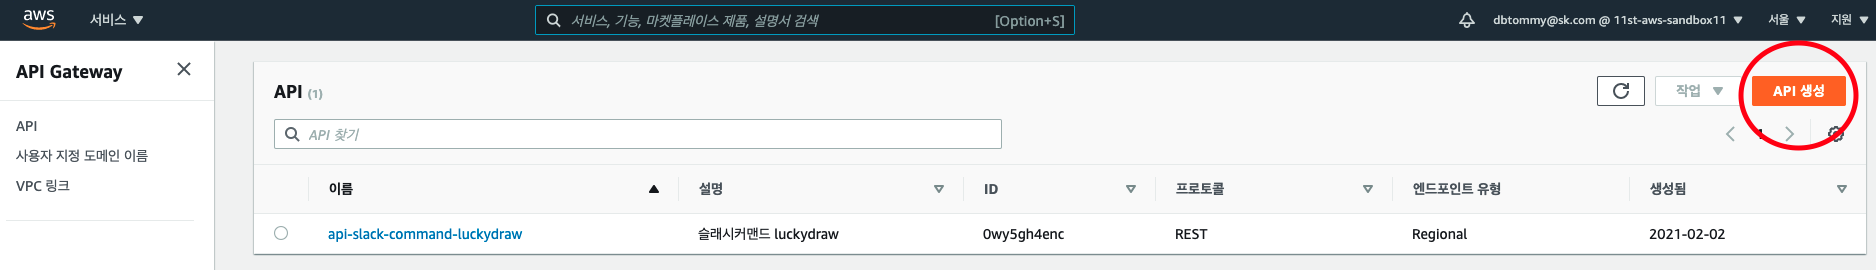 aws 서비스 서비스, 기능, 마켓플레이스 제품, 설명서 검색 [Option+S] dbtommy@sk.com @ 11st-aws-sandbox11 서울 지원
API Gateway
API
사용자 지정 도메인 이름
VPC 링크
API (1) 작업 API 생성
API 찾기 1
이름 설명 ID 프로토콜 엔드포인트 유형 생성됨
api-slack-command-luckydraw 슬래시커맨드 luckydraw 0wy5gh4enc REST Regional 2021-02-02